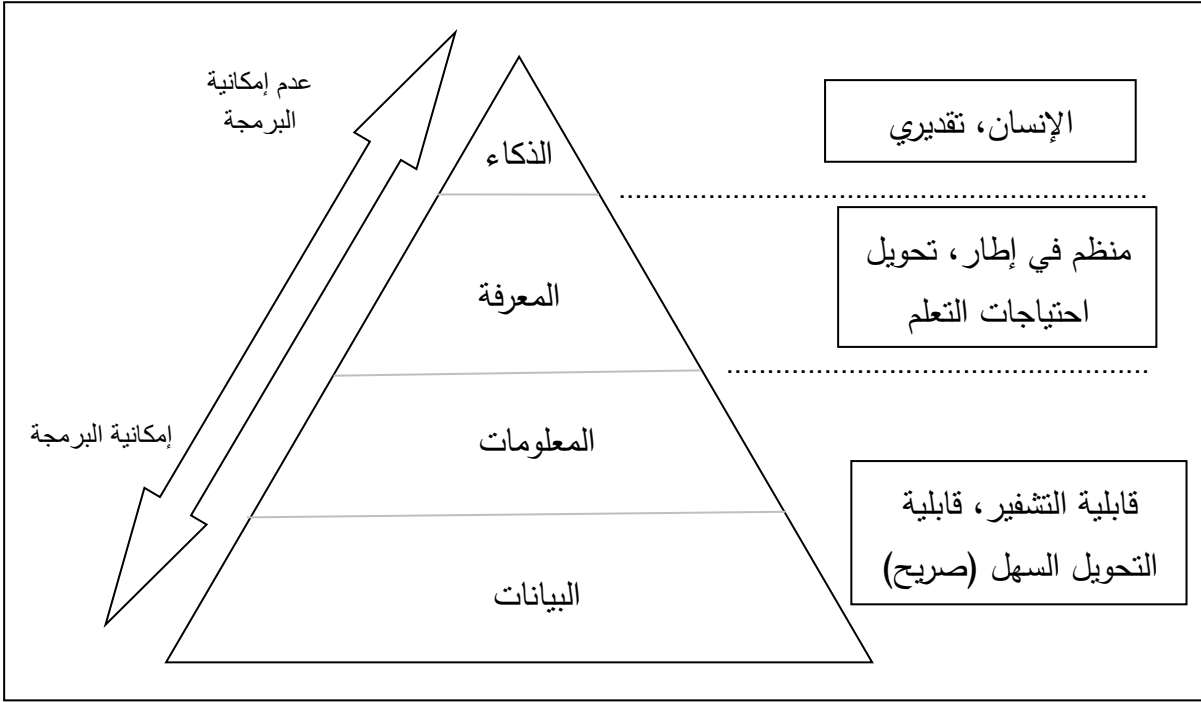 عدم إمكانية
البرمجة
الإنسان، تقديري
الذكاء
منظم في إطار، تحويل
احتياجات التعلم
المعرفة
إمكانية البرمجة
المعلومات
قابلية التشفير، قابلية
التحويل السهل (صريح)
البيانات